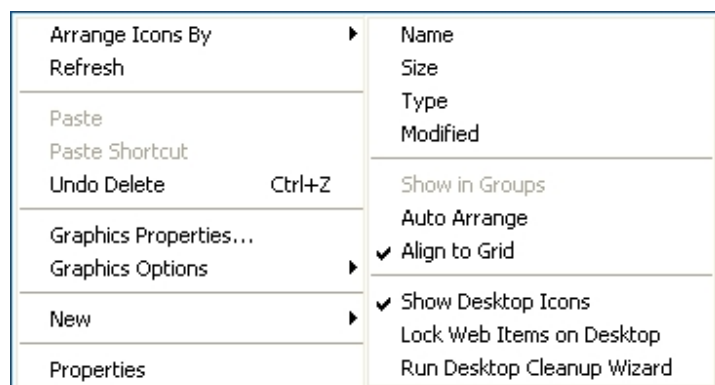 Arrange Icons By
Refresh
Paste
Paste Shortcut
Undo Delete Ctrl+Z
Graphics Properties...
Graphics Options
New
Properties
Name
Size
Type
Modified
Show in Groups
Auto Arrange
Align to Grid
Show Desktop Icons
Lock Web Items on Desktop
Run Desktop Cleanup Wizard